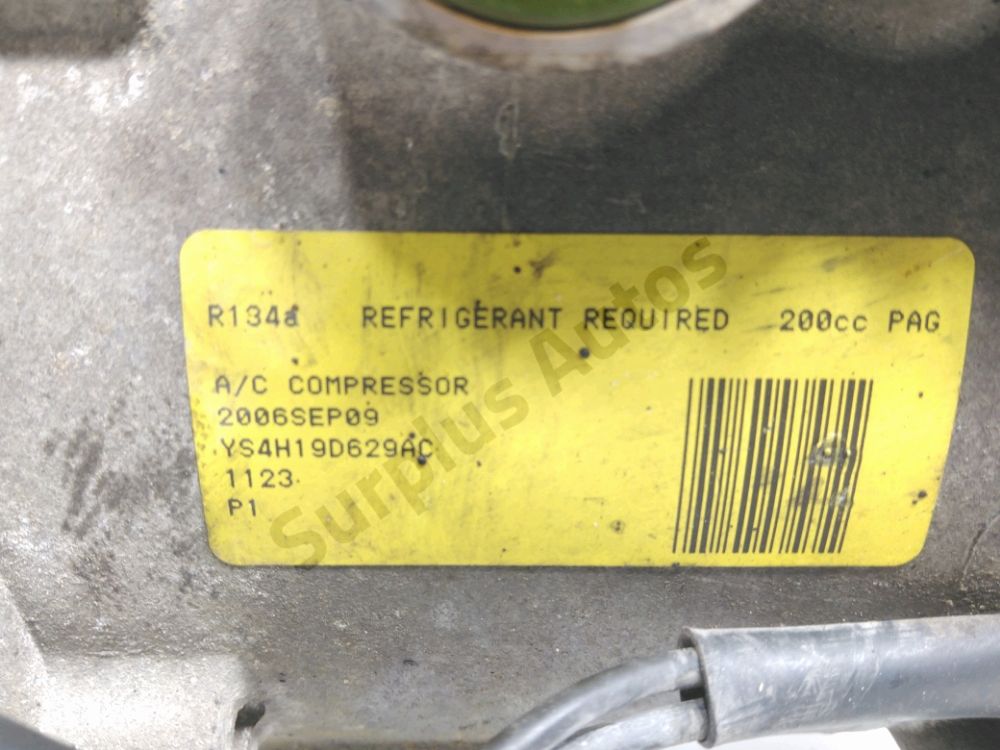 R134a REFRIGERANT REQUIRED 200cc PAG
A/C COMPRESSOR
2006SEP09
YS4H19D629AC
1123
P1
Surplus Autos